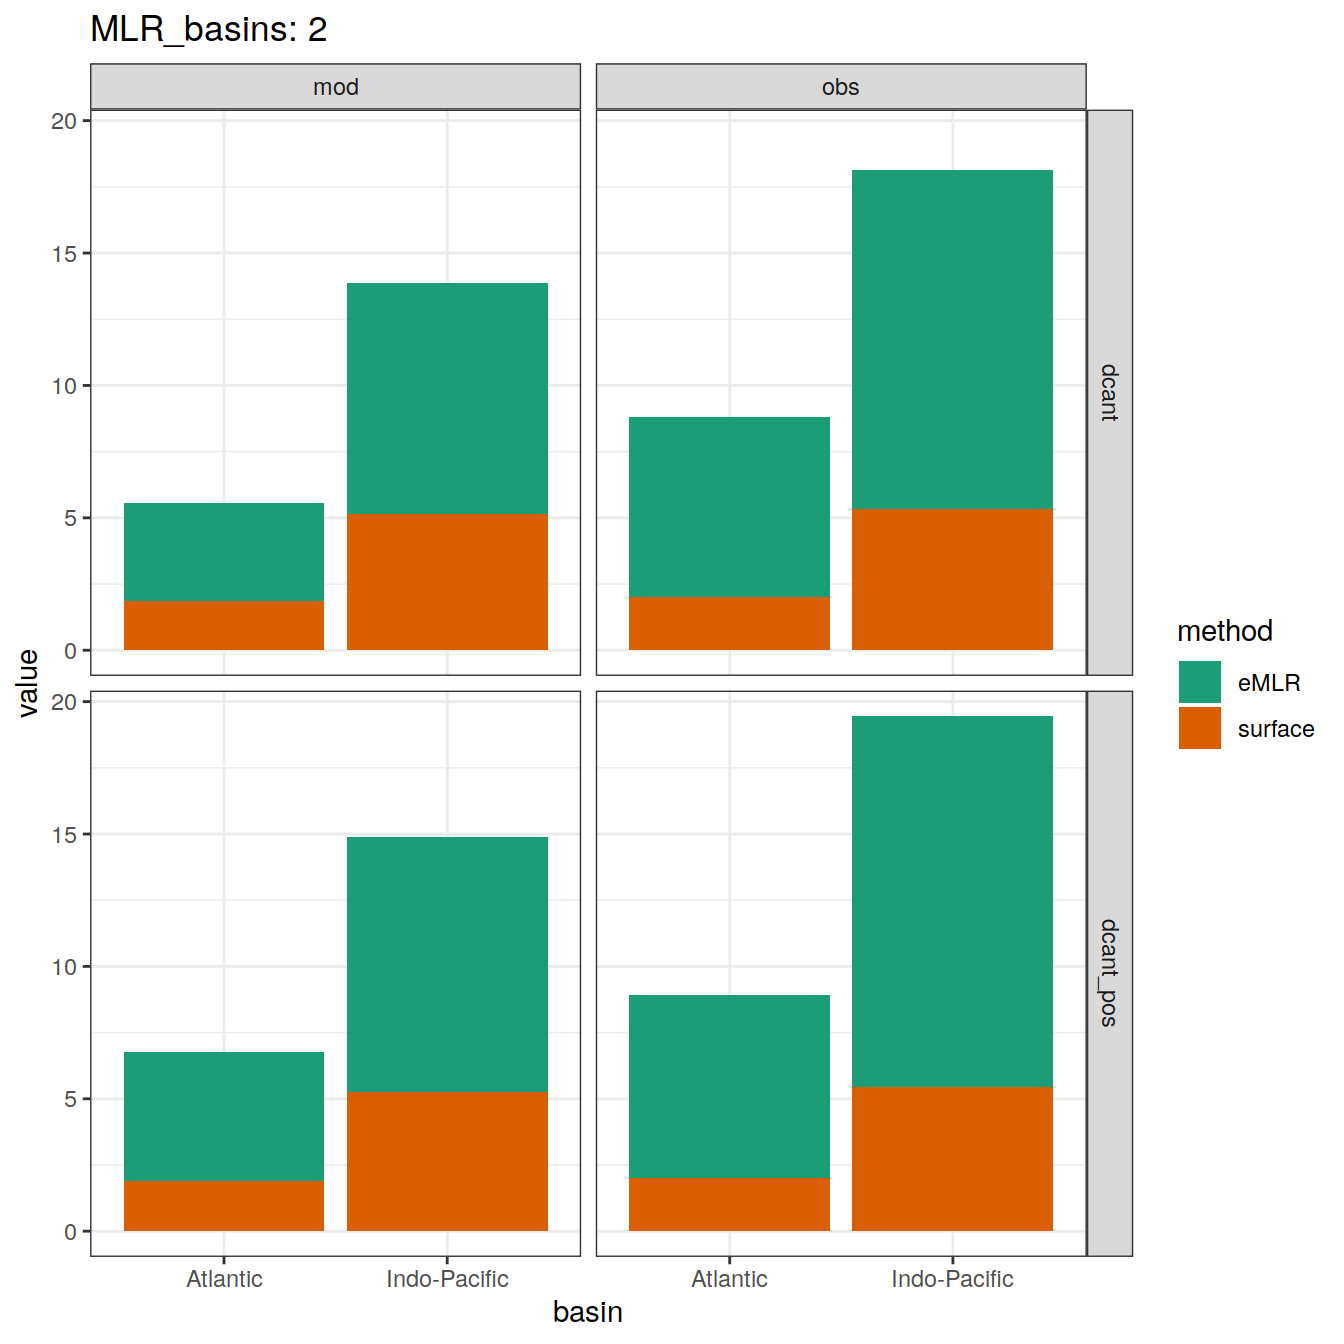 MLR_basins: 2
mod
obs
20
15
10
5
0
dcant
value
20
15
10
5
0
dcant_pos
Atlantic
Indo-Pacific
Atlantic
Indo-Pacific
basin
method
eMLR
surface